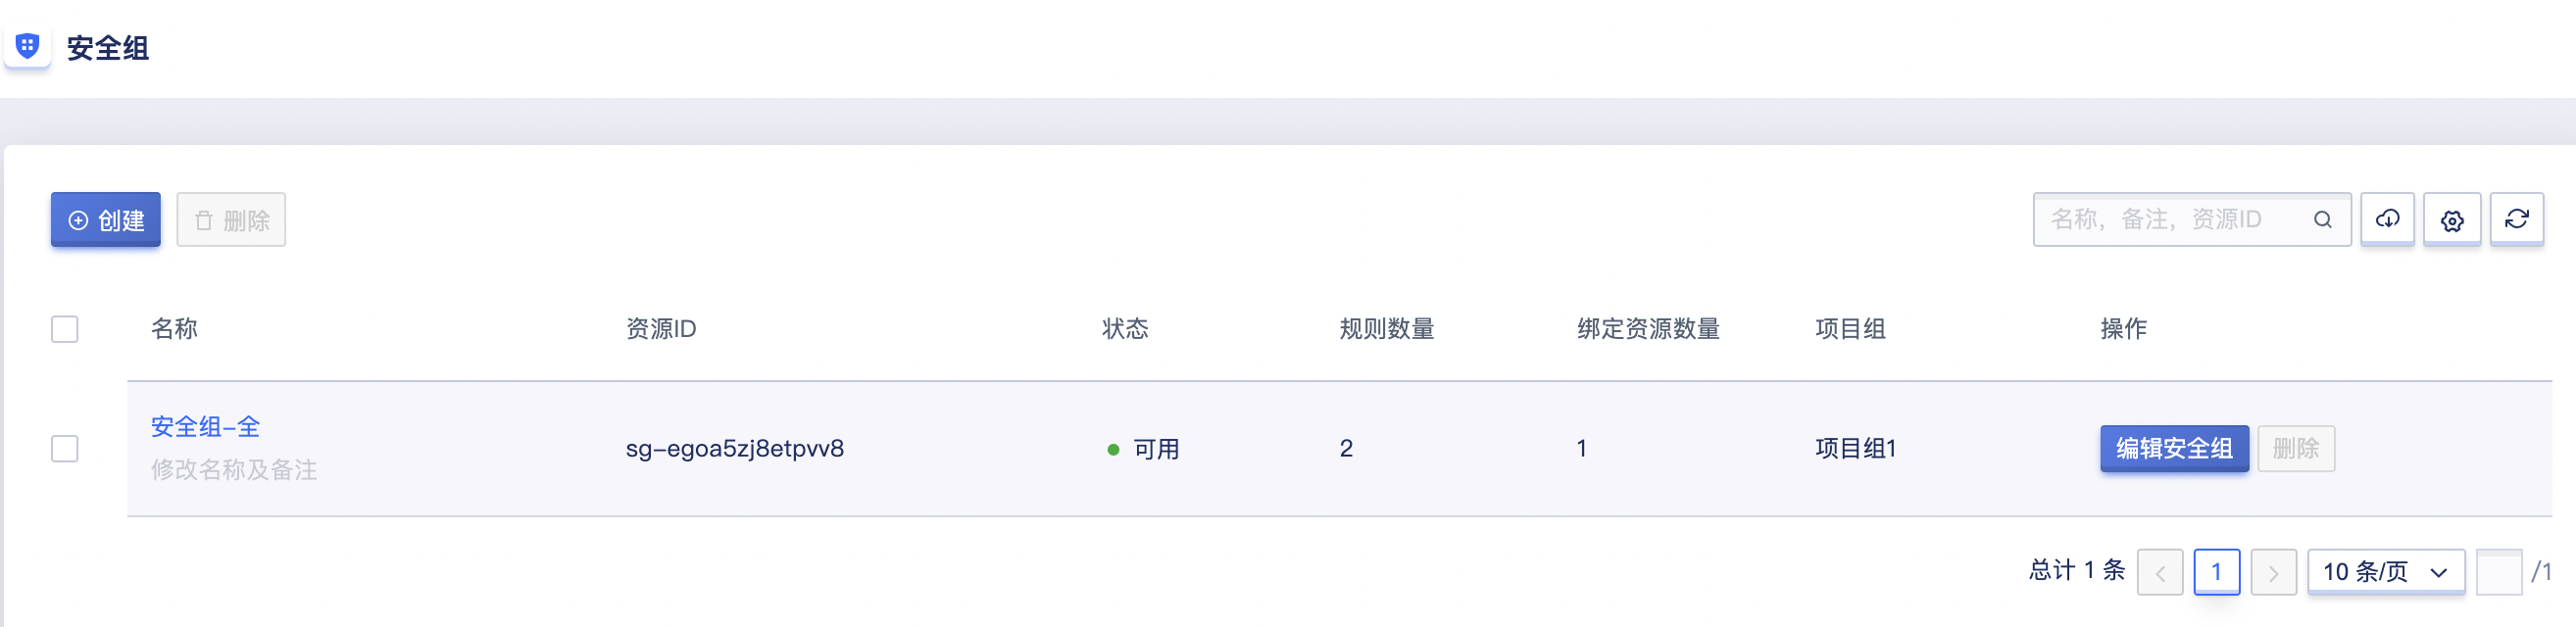 安全组
创建 删除 名称，备注，资源ID
名称 资源ID 状态 规则数量 绑定资源数量 项目组 操作
安全组-全
修改名称及备注
sg-egoa5zj8etpvv8 可用 2 1 项目组1 编辑安全组 删除
总计 1 条 1 10 条/页 /1